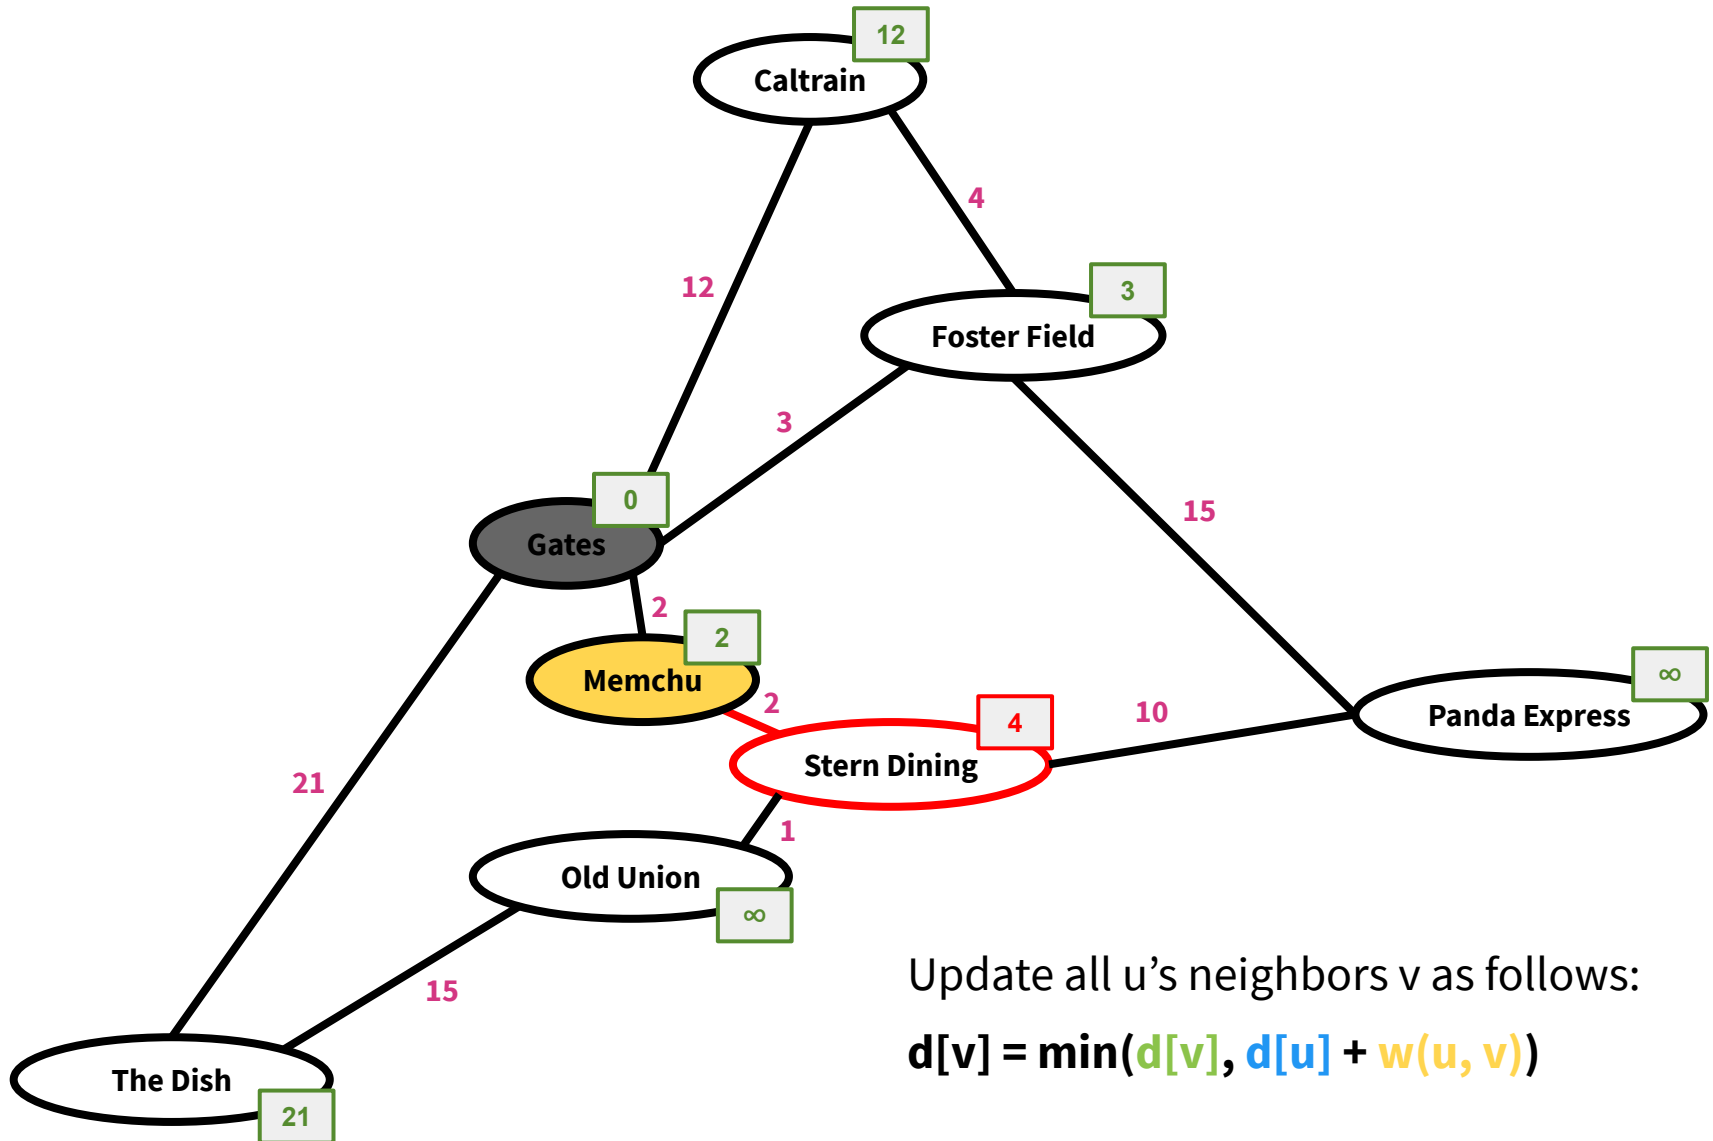 12
Caltrain
4
12
3
Foster Field
3
0
15
Gates
2
2
∞
Memchu
2
4
10
Panda Express
Stern Dining
21
1
Old Union
∞
15
Update all u’s neighbors v as follows:
d[v] = min(d[v], d[u] + w(u, v))
The Dish
21